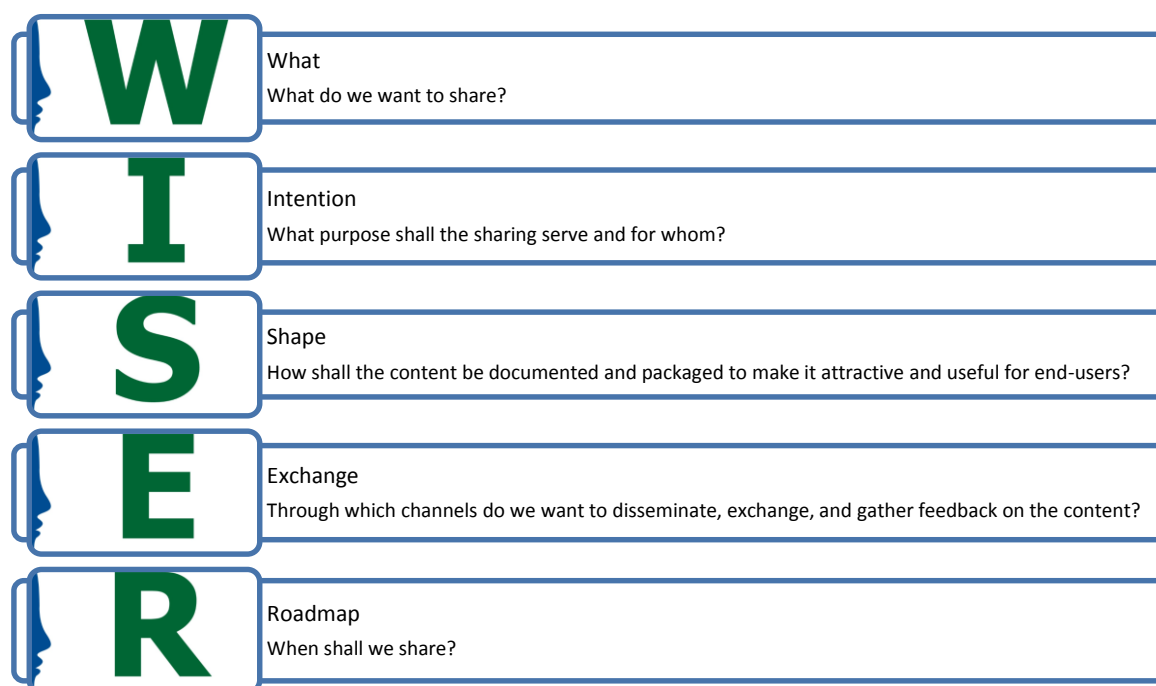 W
What
What do we want to share?
I
Intention
What purpose shall the sharing serve and for whom?
S
Shape
How shall the content be documented and packaged to make it attractive and useful for end-users?
E
Exchange
Through which channels do we want to disseminate, exchange, and gather feedback on the content?
R
Roadmap
When shall we share?